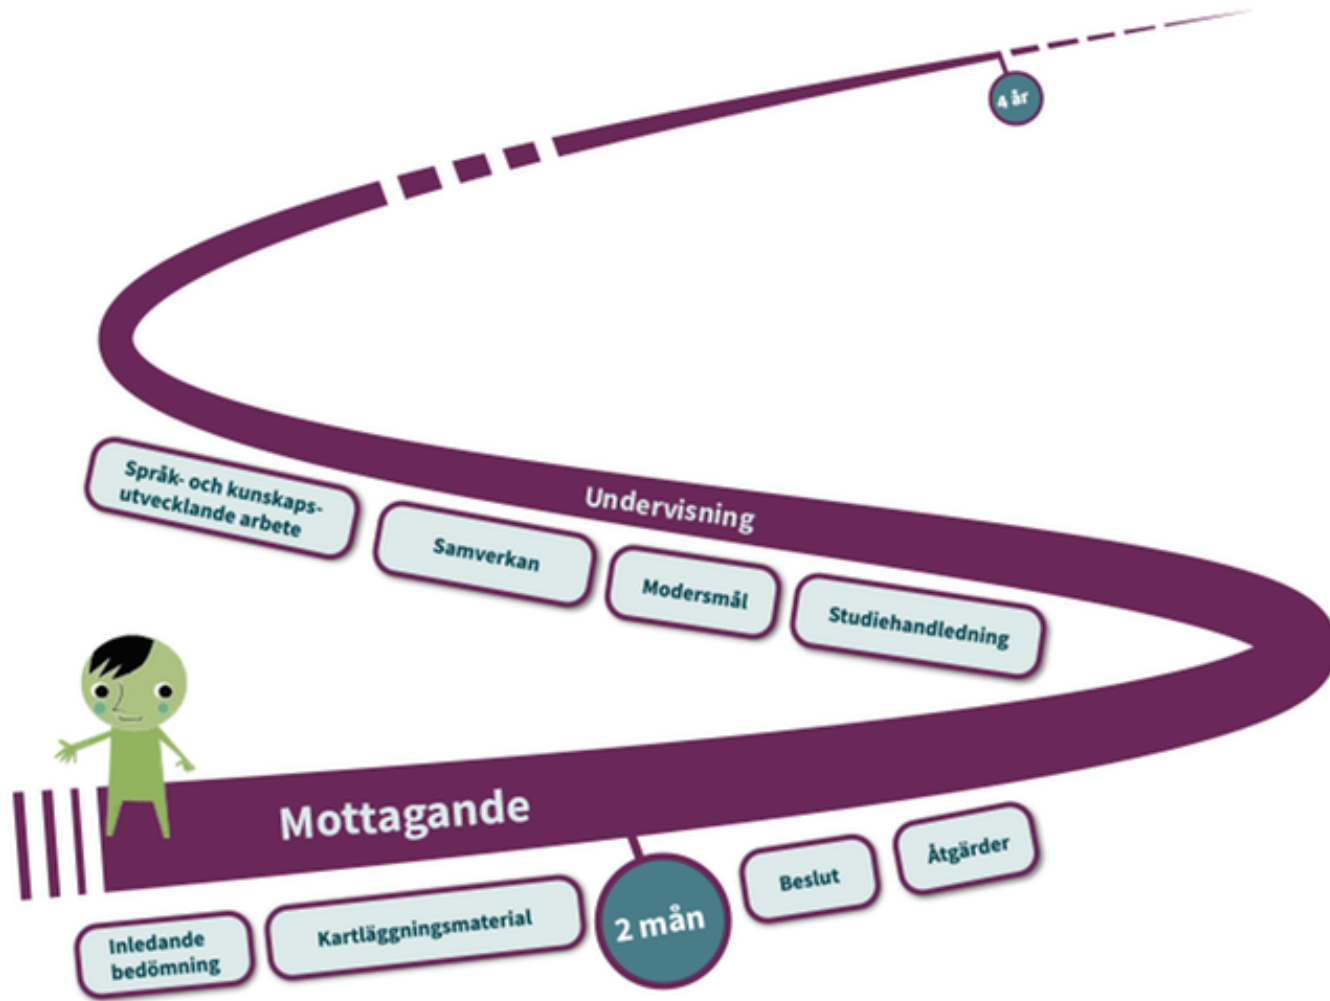 4 år
Undervisning
Språk- och kunskaps-
utvecklande arbete
Samverkan
Modersmål
Studiehandledning
Mottagande
Inledande
bedömning
Kartläggningsmaterial
2 mån
Beslut
Åtgärder